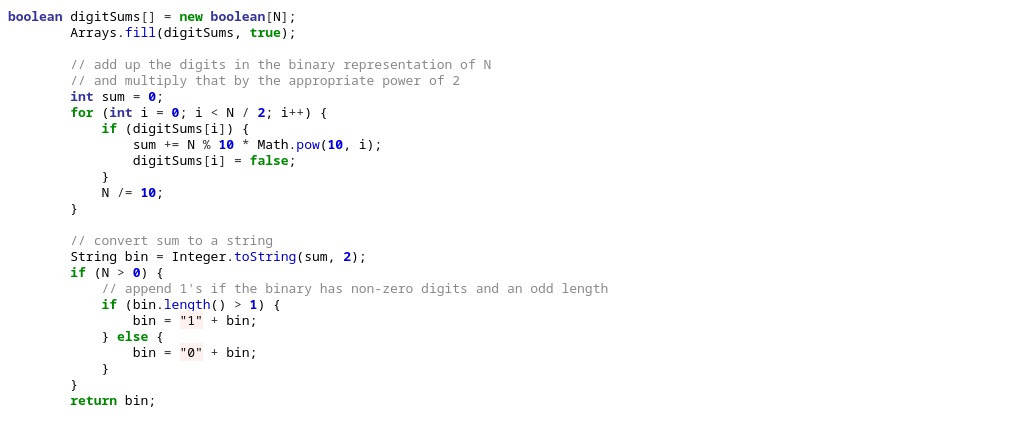 boolean digitSums[] = new boolean[N];
        Arrays.fill(digitSums, true);

        // add up the digits in the binary representation of N
        // and multiply that by the appropriate power of 2
        int sum = 0;
        for (int i = 0; i < N / 2; i++) {
            if (digitSums[i]) {
                sum += N % 10 * Math.pow(10, i);
                digitSums[i] = false;
            }
            N /= 10;
        }

        // convert sum to a string
        String bin = Integer.toString(sum, 2);
        if (N > 0) {
            // append 1's if the binary has non-zero digits and an odd length
            if (bin.length() > 1) {
                bin = "1" + bin;
            } else {
                bin = "0" + bin;
            }
        }
        return bin;